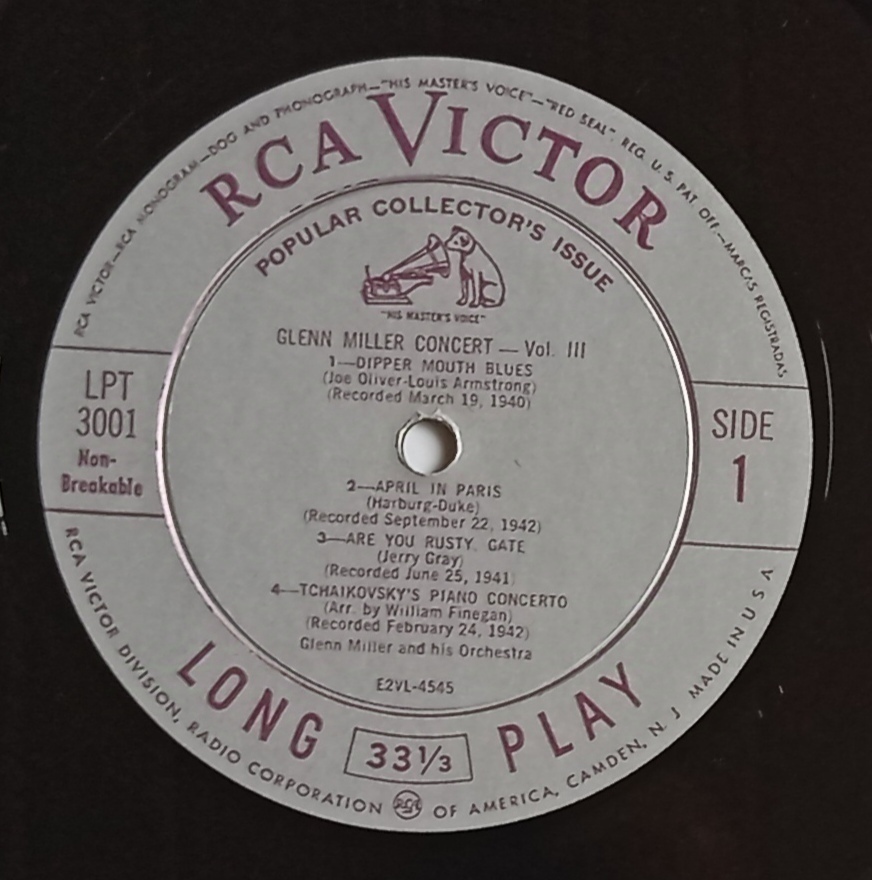 RCA VICTOR—RCA MONOGRAM—DOG AND PHONOGRAPH—"HIS MASTER'S VOICE"—"RED SEAL" REG. U. S. PAT. OFF.—MARCAS REGISTRADAS
RCA VICTOR
POPULAR COLLECTOR'S ISSUE
"HIS MASTER'S VOICE"
GLENN MILLER CONCERT — Vol. III
1—DIPPER MOUTH BLUES
(Joe Oliver-Louis Armstrong)
(Recorded March 19, 1940)
LPT
3001
Non-
Breakable
SIDE
1
2—APRIL IN PARIS
(Harburg-Duke)
(Recorded September 22, 1942)
3—ARE YOU RUSTY, GATE
(Jerry Gray)
(Recorded June 25, 1941)
4—TCHAIKOVSKY'S PIANO CONCERTO
(Arr. by William Finegan)
(Recorded February 24, 1942)
Glenn Miller and his Orchestra
E2VL-4545
LONG 33 1/3 PLAY
RCA VICTOR DIVISION, RADIO CORPORATION RCA OF AMERICA, CAMDEN, N. J. MADE IN U S A